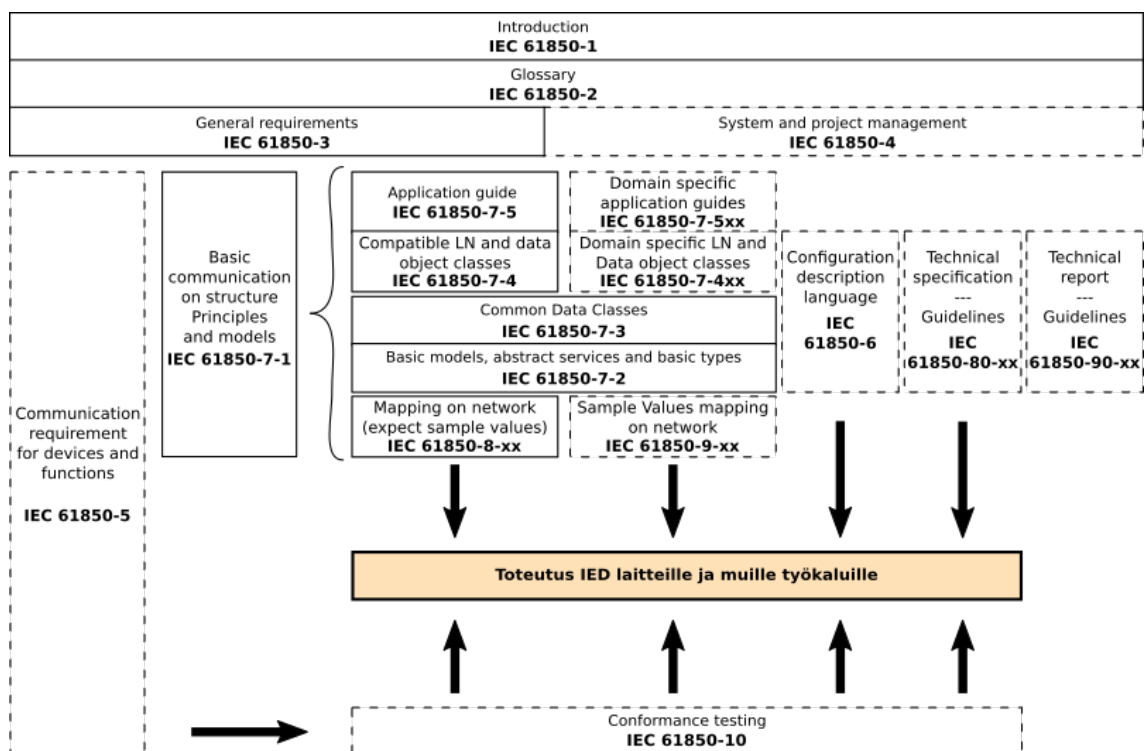 Introduction
IEC 61850-1
Glossary
IEC 61850-2
General requirements
IEC 61850-3
System and project management
IEC 61850-4
Communication
requirement
for devices and
functions
IEC 61850-5
Basic
communication
on structure
Principles
and models
IEC 61850-7-1
Application guide
IEC 61850-7-5
Domain specific
application guides
IEC 61850-7-5xx
Compatible LN and data
object classes
IEC 61850-7-4
Domain specific LN and
Data object classes
IEC 61850-7-4xx
Common Data Classes
IEC 61850-7-3
Basic models, abstract services and basic types
IEC 61850-7-2
Mapping on network
(expect sample values)
IEC 61850-8-xx
Sample Values mapping
on network
IEC 61850-9-xx
Configuration
description
language
IEC
61850-6
Technical
specification
---
Guidelines
IEC
61850-80-xx
Technical
report
---
Guidelines
IEC
61850-90-xx
Toteutus IED laitteille ja muille työkaluille
Conformance testing
IEC 61850-10